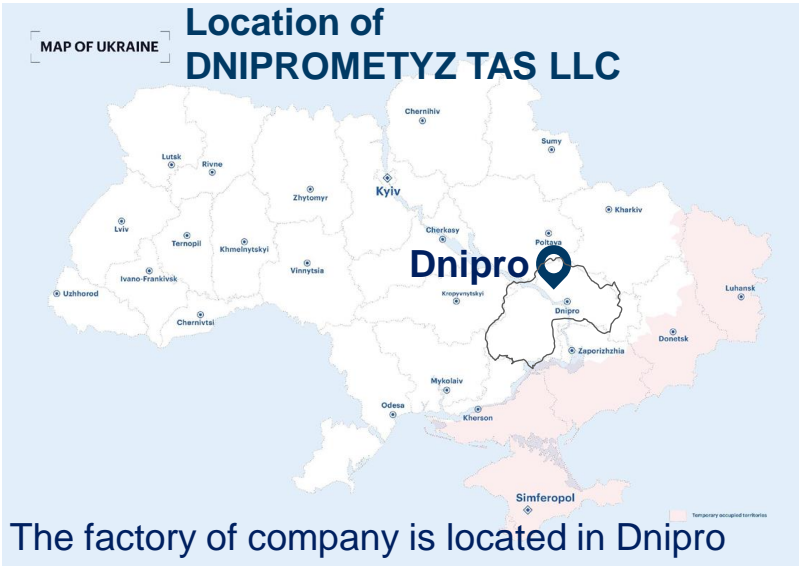 MAP OF UKRAINE
Location of
DNIPROMETYZ TAS LLC
Chernihiv
Sumy
Lutsk
Rivne
Kyiv
Zhytomyr
Kharkiv
Lviv
Ternopil
Khmelnytskyi
Cherkasy
Poltava
Vinnytsia
Dnipro
Ivano-Frankivsk
Uzhhorod
Kropyvnytskyi
Luhansk
Chernivtsi
Dnipro
Donetsk
Zaporizhzhia
Mykolaiv
Odesa
Kherson
Simferopol
Temporary occupied territories
The factory of company is located in Dnipro